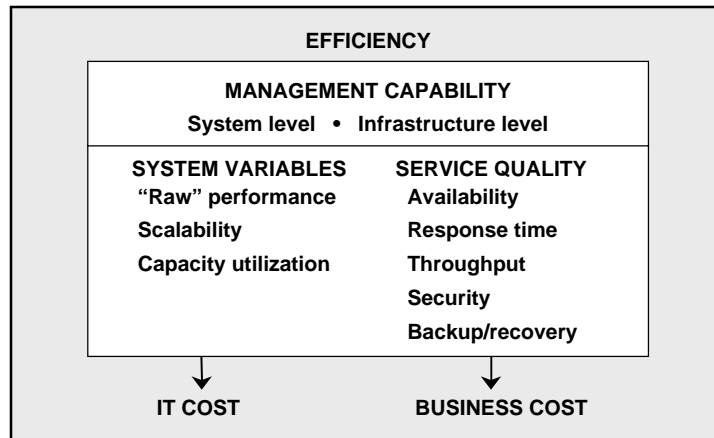 EFFICIENCY
MANAGEMENT CAPABILITY
System level • Infrastructure level
SYSTEM VARIABLES
“Raw” performance
Scalability
Capacity utilization
SERVICE QUALITY
Availability
Response time
Throughput
Security
Backup/recovery
IT COST
BUSINESS COST